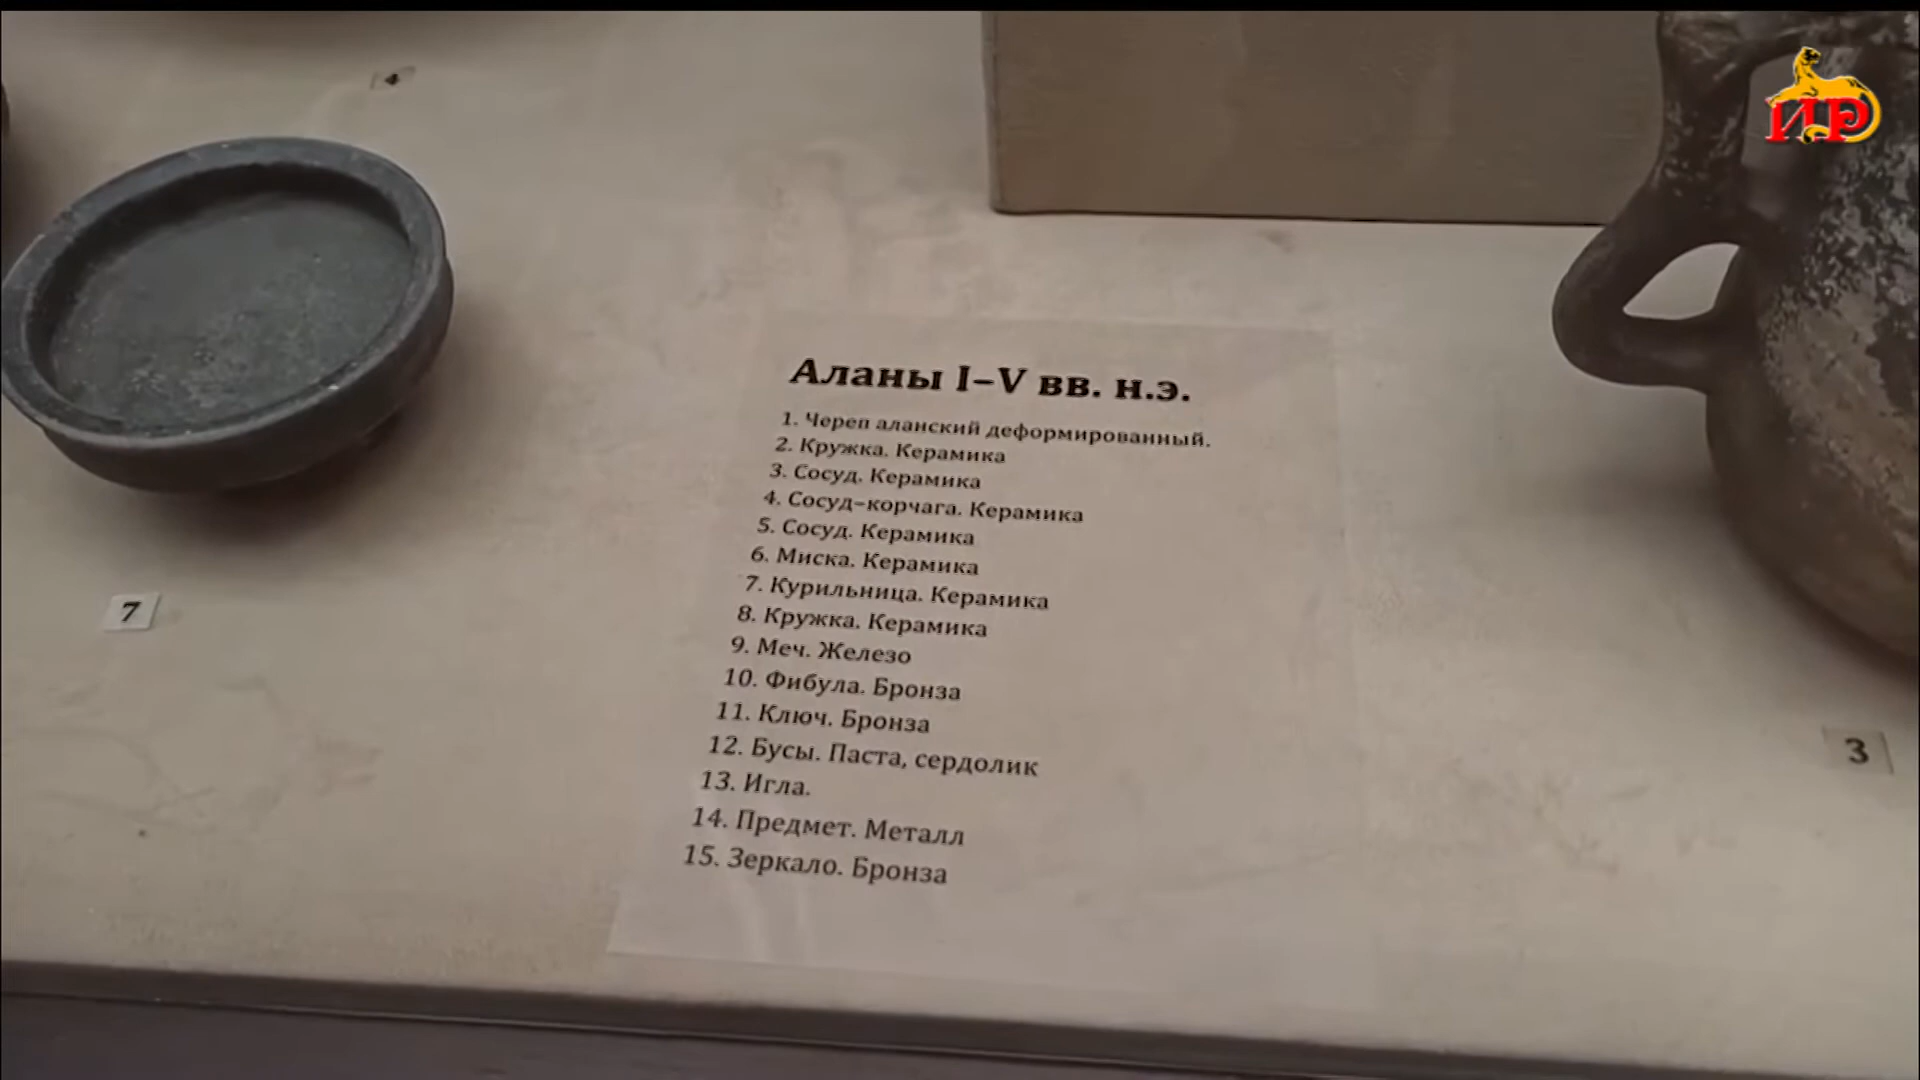 4
ИР
Аланы I–V вв. н.э.
1. Череп аланский деформированный.
2. Кружка. Керамика
3. Сосуд. Керамика
4. Сосуд–корчага. Керамика
5. Сосуд. Керамика
6. Миска. Керамика
7. Курильница. Керамика
8. Кружка. Керамика
9. Меч. Железо
10. Фибула. Бронза
11. Ключ. Бронза
12. Бусы. Паста, сердолик
13. Игла.
14. Предмет. Металл
15. Зеркало. Бронза
7
3